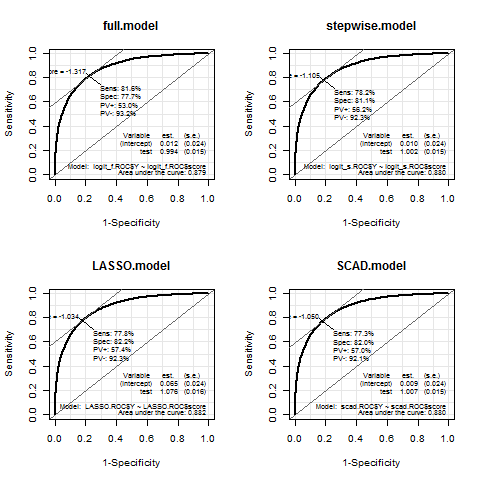 full.model
1.0
0.8
0.6
0.4
0.2
0.0
Sensitivity
ore = -1.317
Sens: 81.6%
Spec: 77.7%
PV+: 53.0%
PV-: 93.2%
Variable est. (s.e.)
(Intercept) 0.012 (0.024)
test 0.994 (0.015)
Model: logit_f.ROC$Y ~ logit_f.ROC$score
Area under the curve: 0.879
0.0 0.2 0.4 0.6 0.8 1.0
1-Specificity
stepwise.model
1.0
0.8
0.6
0.4
0.2
0.0
Sensitivity
e = -1.105
Sens: 78.2%
Spec: 81.1%
PV+: 56.2%
PV-: 92.3%
Variable est. (s.e.)
(Intercept) 0.010 (0.024)
test 1.002 (0.015)
Model: logit_s.ROC$Y ~ logit_s.ROC$score
Area under the curve: 0.880
0.0 0.2 0.4 0.6 0.8 1.0
1-Specificity
LASSO.model
1.0
0.8
0.6
0.4
0.2
0.0
Sensitivity
e = -1.034
Sens: 77.8%
Spec: 82.2%
PV+: 57.4%
PV-: 92.3%
Variable est. (s.e.)
(Intercept) 0.065 (0.024)
test 1.076 (0.016)
Model: LASSO.ROC$Y ~ LASSO.ROC$score
Area under the curve: 0.882
0.0 0.2 0.4 0.6 0.8 1.0
1-Specificity
SCAD.model
1.0
0.8
0.6
0.4
0.2
0.0
Sensitivity
e = -1.050
Sens: 77.3%
Spec: 82.0%
PV+: 57.0%
PV-: 92.1%
Variable est. (s.e.)
(Intercept) 0.009 (0.024)
test 1.007 (0.015)
Model: scad.ROC$Y ~ scad.ROC$score
Area under the curve: 0.880
0.0 0.2 0.4 0.6 0.8 1.0
1-Specificity